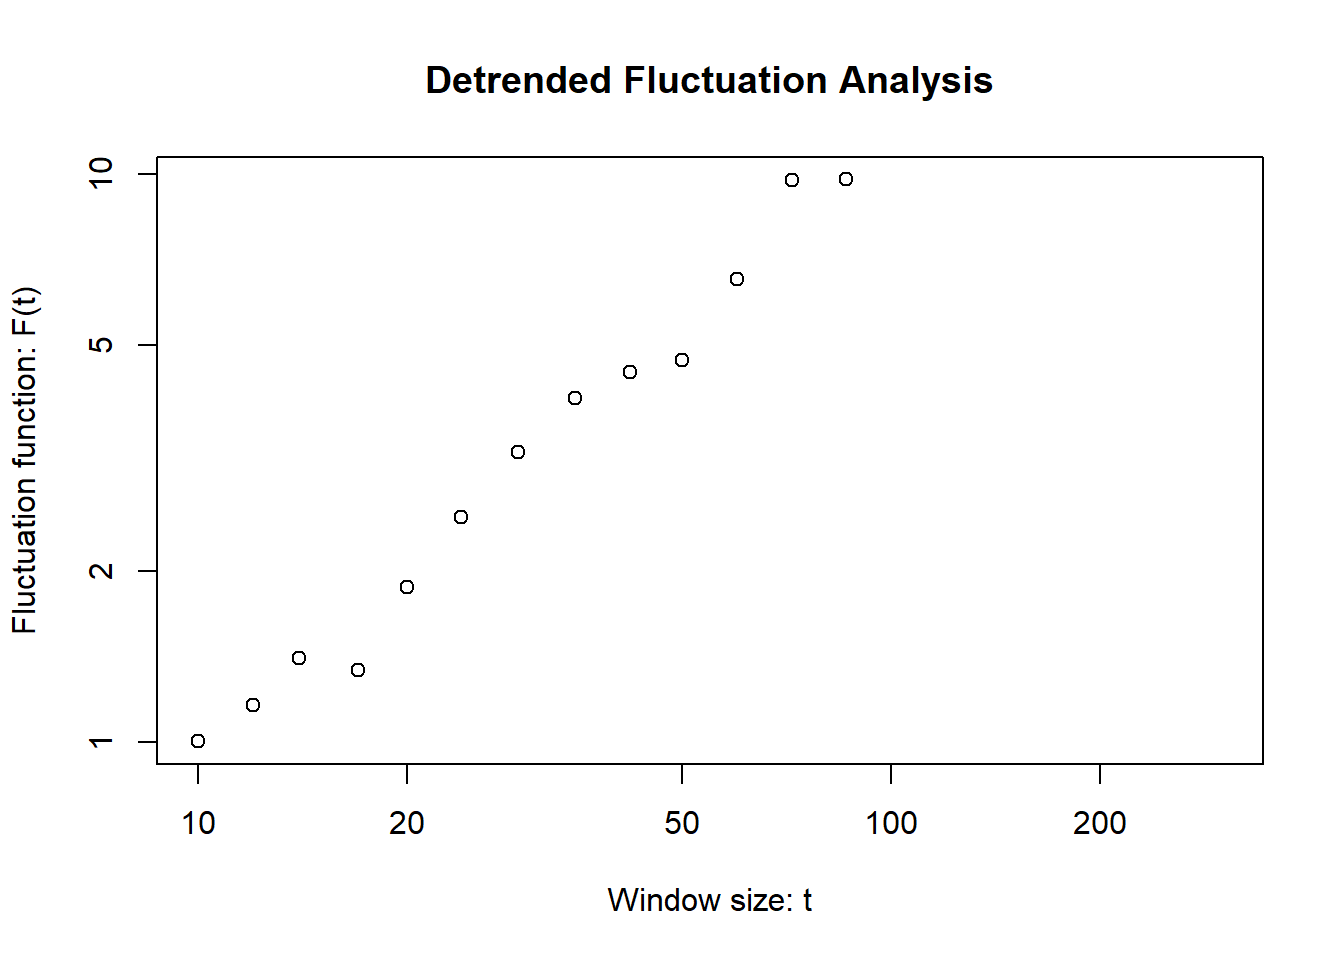 Detrended Fluctuation Analysis
Fluctuation function: F(t)
10
5
2
1
10 20 50 100 200
Window size: t